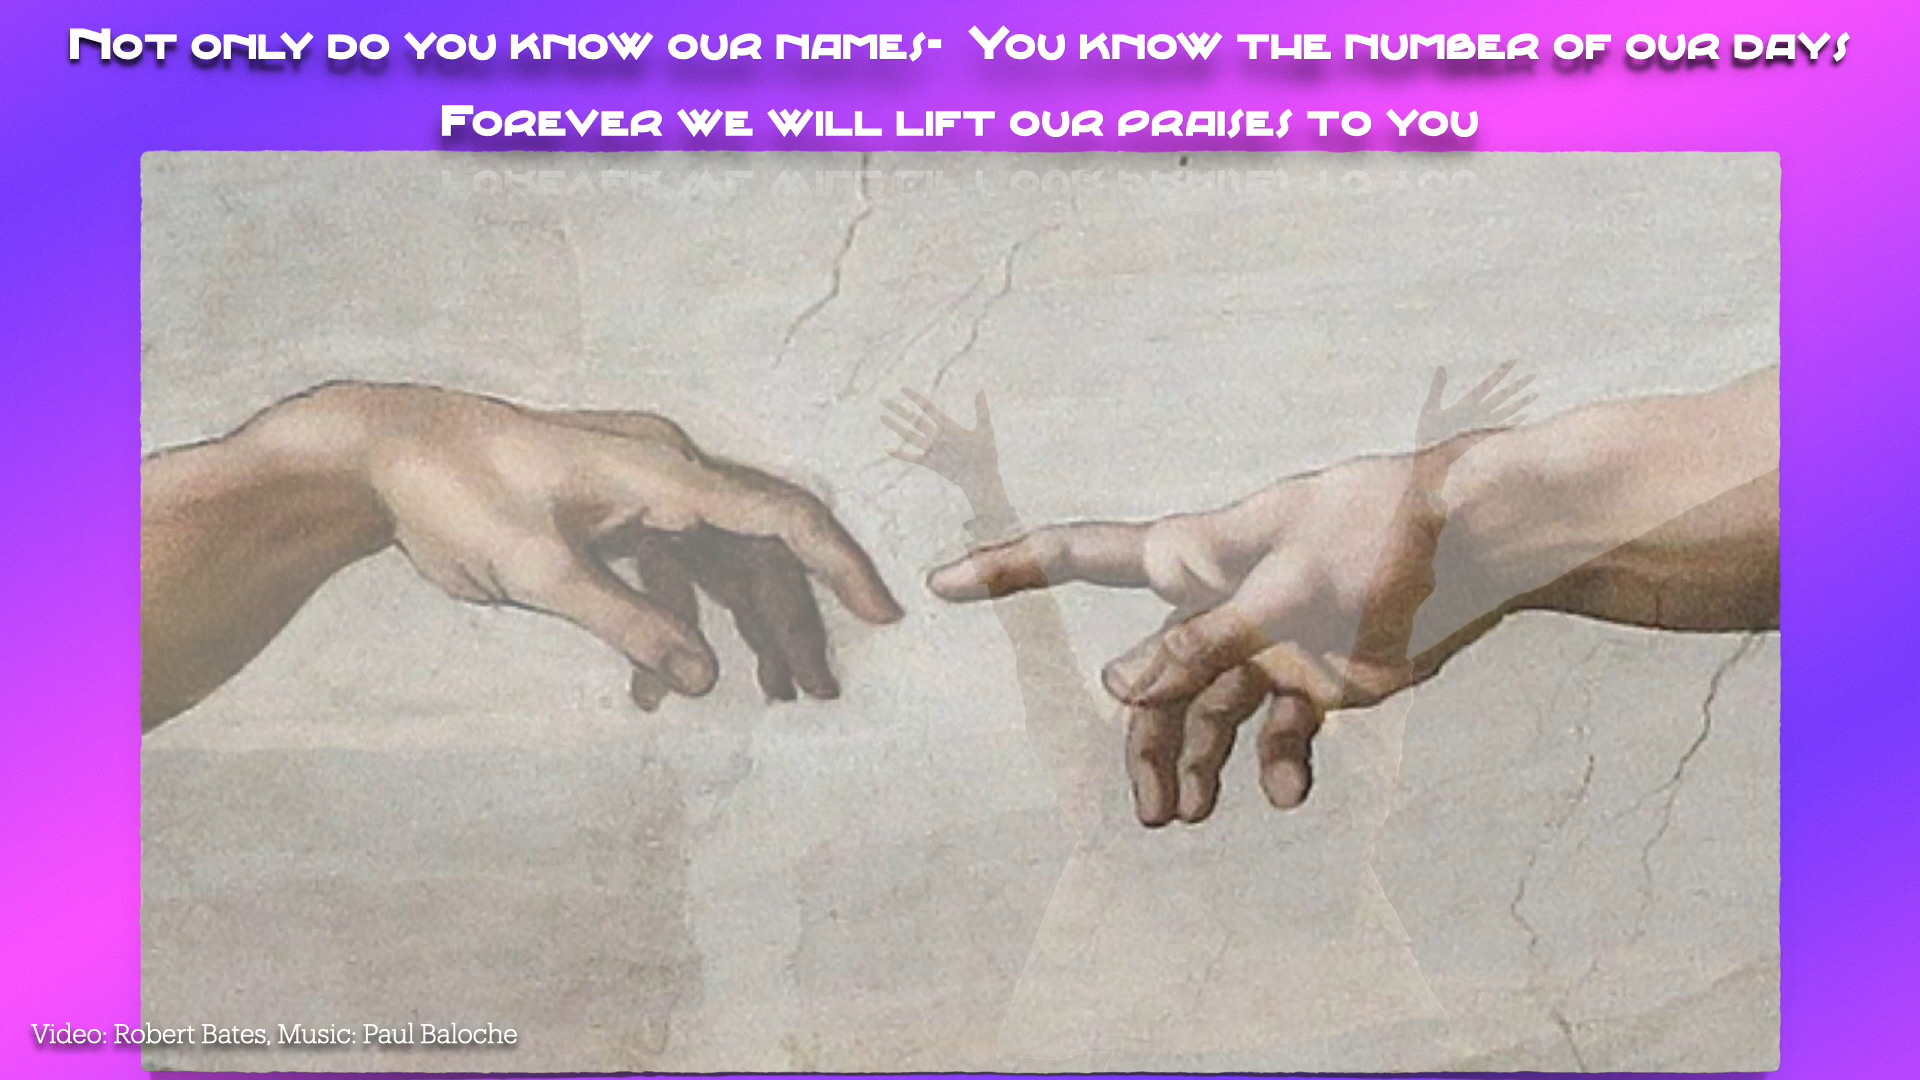 Not only do you know our names-  You know the number of our days
Forever we will lift our praises to you
Video: Robert Bates, Music: Paul Baloche